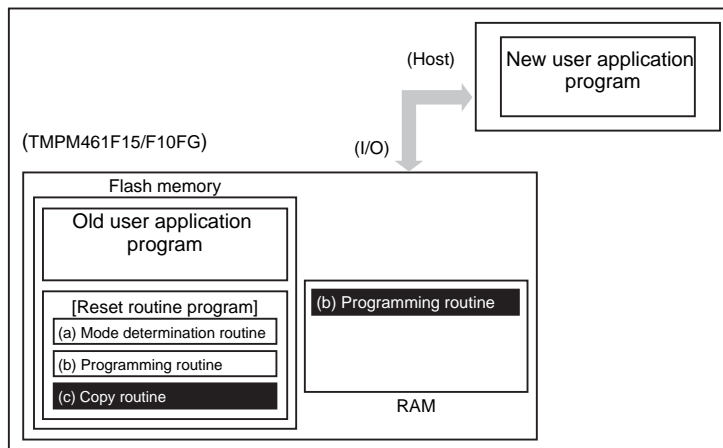 (Host)
New user application
program
(TMPM461F15/F10FG)
(I/O)
Flash memory
Old user application
program
[Reset routine program]
(a) Mode determination routine
(b) Programming routine
(c) Copy routine
(b) Programming routine
RAM